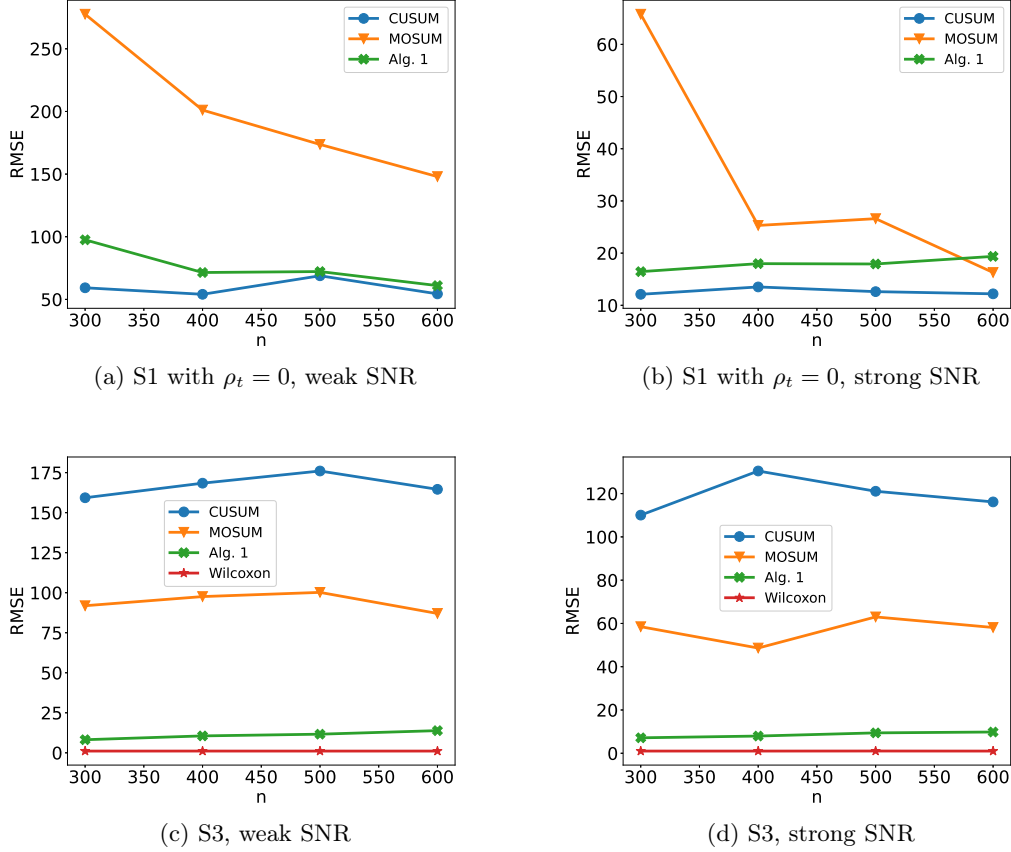 CUSUM
MOSUM
Alg. 1
RMSE
250
200
150
100
50
300 350 400 450 500 550 600
n
(a) S1 with ρ_t = 0, weak SNR
CUSUM
MOSUM
Alg. 1
RMSE
60
50
40
30
20
10
300 350 400 450 500 550 600
n
(b) S1 with ρ_t = 0, strong SNR
RMSE
175
150
125
100
75
50
25
0
CUSUM
MOSUM
Alg. 1
Wilcoxon
300 350 400 450 500 550 600
n
(c) S3, weak SNR
RMSE
120
100
80
60
40
20
0
CUSUM
MOSUM
Alg. 1
Wilcoxon
300 350 400 450 500 550 600
n
(d) S3, strong SNR